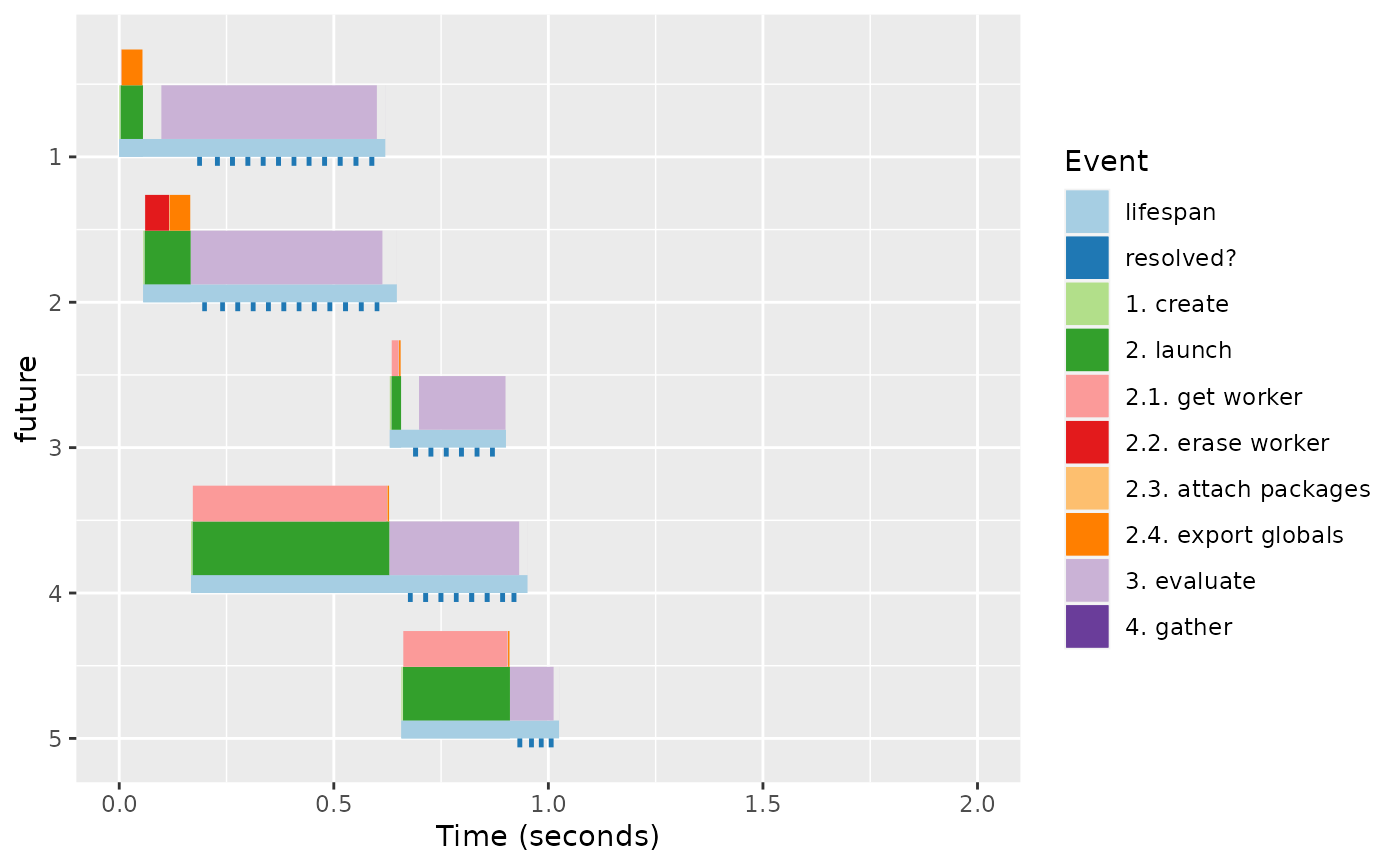 future
1
2
3
4
5
0.0 0.5 1.0 1.5 2.0
Time (seconds)
Event
lifespan
resolved?
1. create
2. launch
2.1. get worker
2.2. erase worker
2.3. attach packages
2.4. export globals
3. evaluate
4. gather